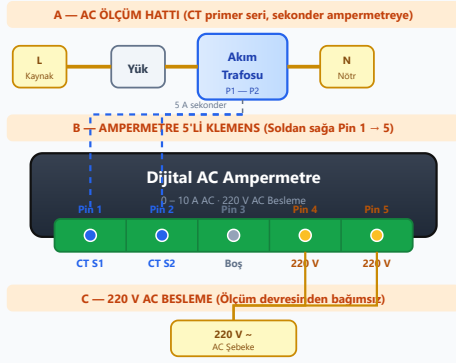 A — AC ÖLÇÜM HATTI (CT primer seri, sekonder ampermetreye)
L
Kaynak
Yük
Akım
Trafosu
P1 — P2
N
Nötr
5 A sekonder
B — AMPERMETRE 5'Lİ KLEMENS (Soldan sağa Pin 1 → 5)
Dijital AC Ampermetre
0 – 10 A AC · 220 V AC Besleme
Pin 1 Pin 2 Pin 3 Pin 4 Pin 5
CT S1 CT S2 Boş 220 V 220 V
C — 220 V AC BESLEME (Ölçüm devresinden bağımsız)
220 V ~
AC Şebeke